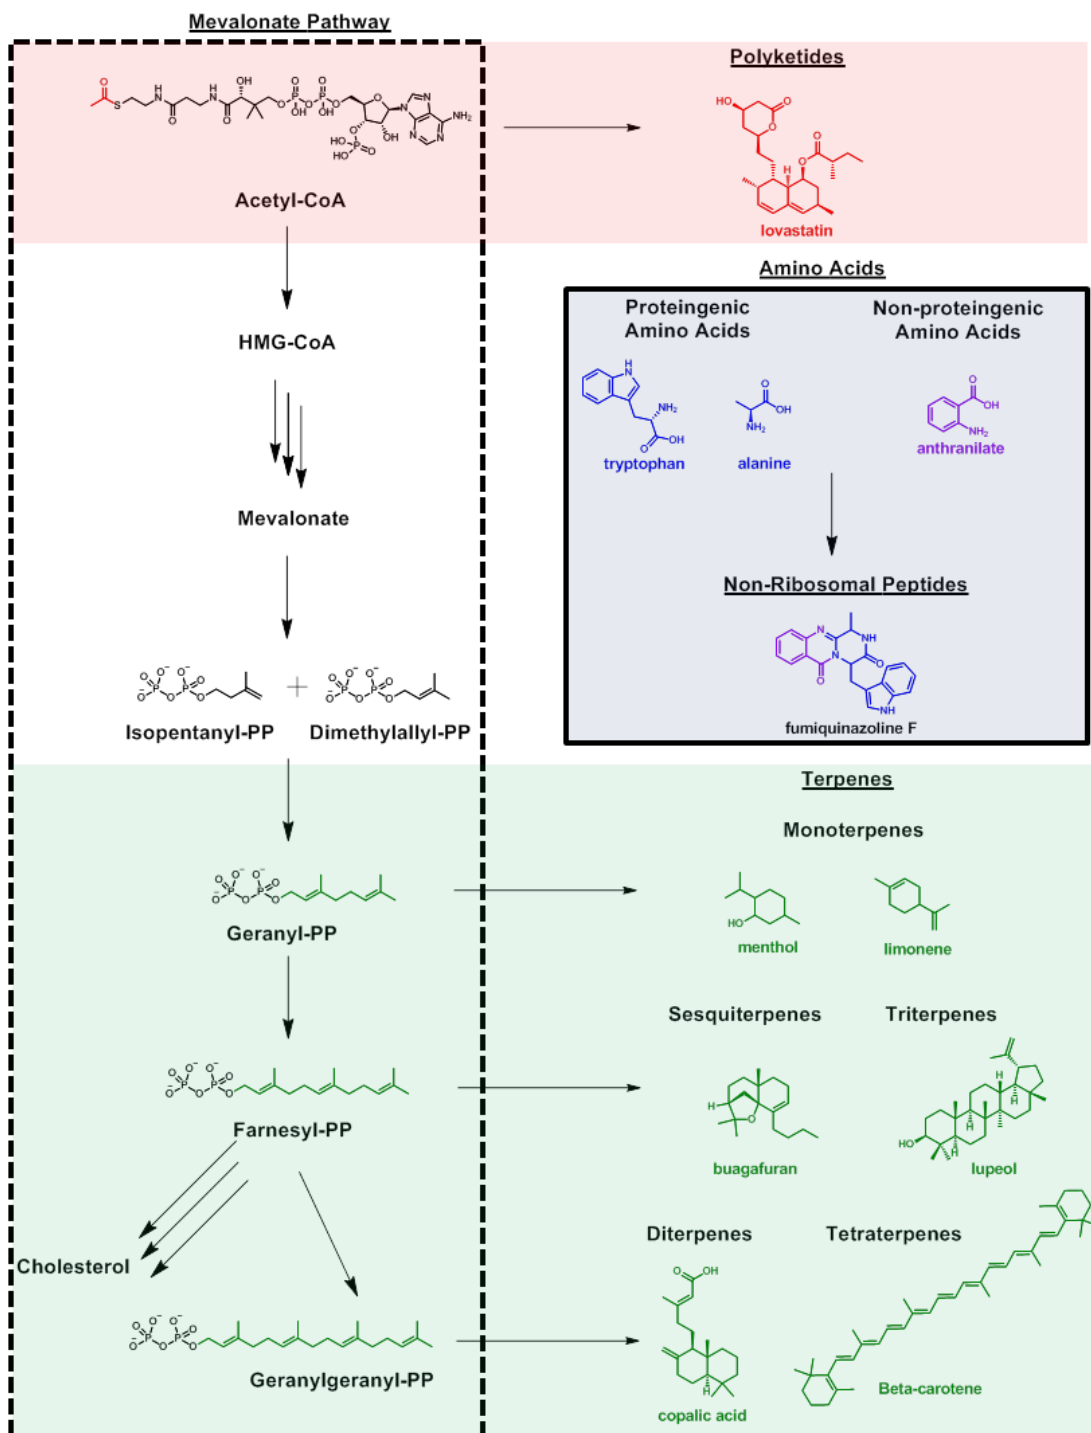 Mevalonate Pathway
Polyketides
Acetyl-CoA
lovastatin
Amino Acids
Proteingenic
Amino Acids
Non-proteingenic
Amino Acids
HMG-CoA
tryptophan
alanine
anthranilate
Mevalonate
Non-Ribosomal Peptides
fumiquinazoline F
+
Isopentanyl-PP
Dimethylallyl-PP
Terpenes
Monoterpenes
Geranyl-PP
menthol
limonene
Sesquiterpenes
Triterpenes
Farnesyl-PP
buagafuran
lupeol
Cholesterol
Diterpenes
Tetraterpenes
Geranylgeranyl-PP
copalic acid
Beta-carotene